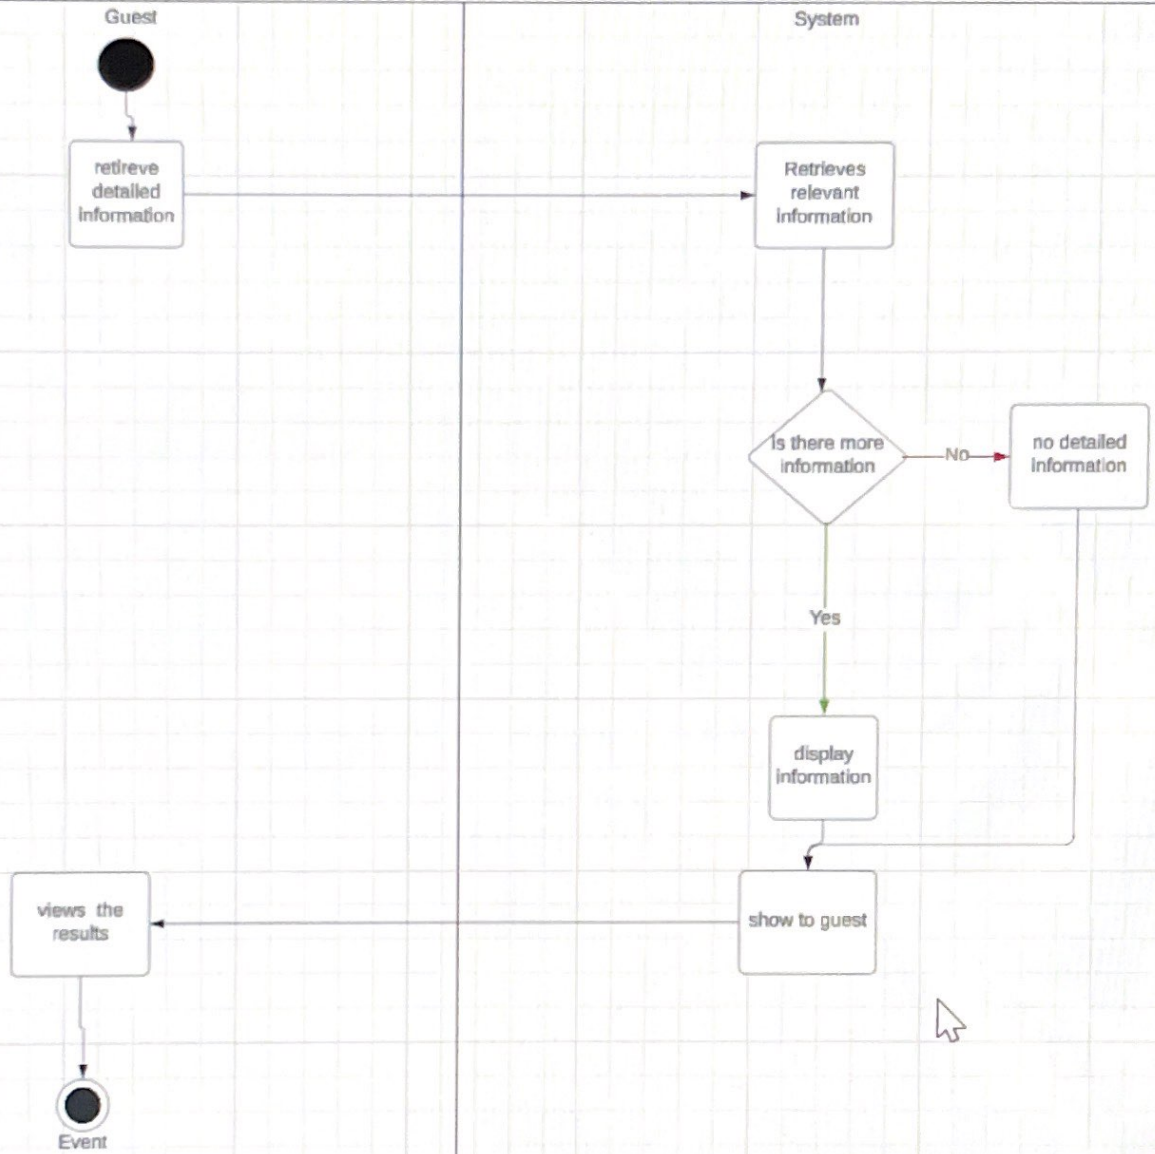 Guest
System
retireve
detailed
information
Retrieves
relevant
information
Is there more
information
No
no detailed
information
Yes
display
information
views the
results
show to guest
Event